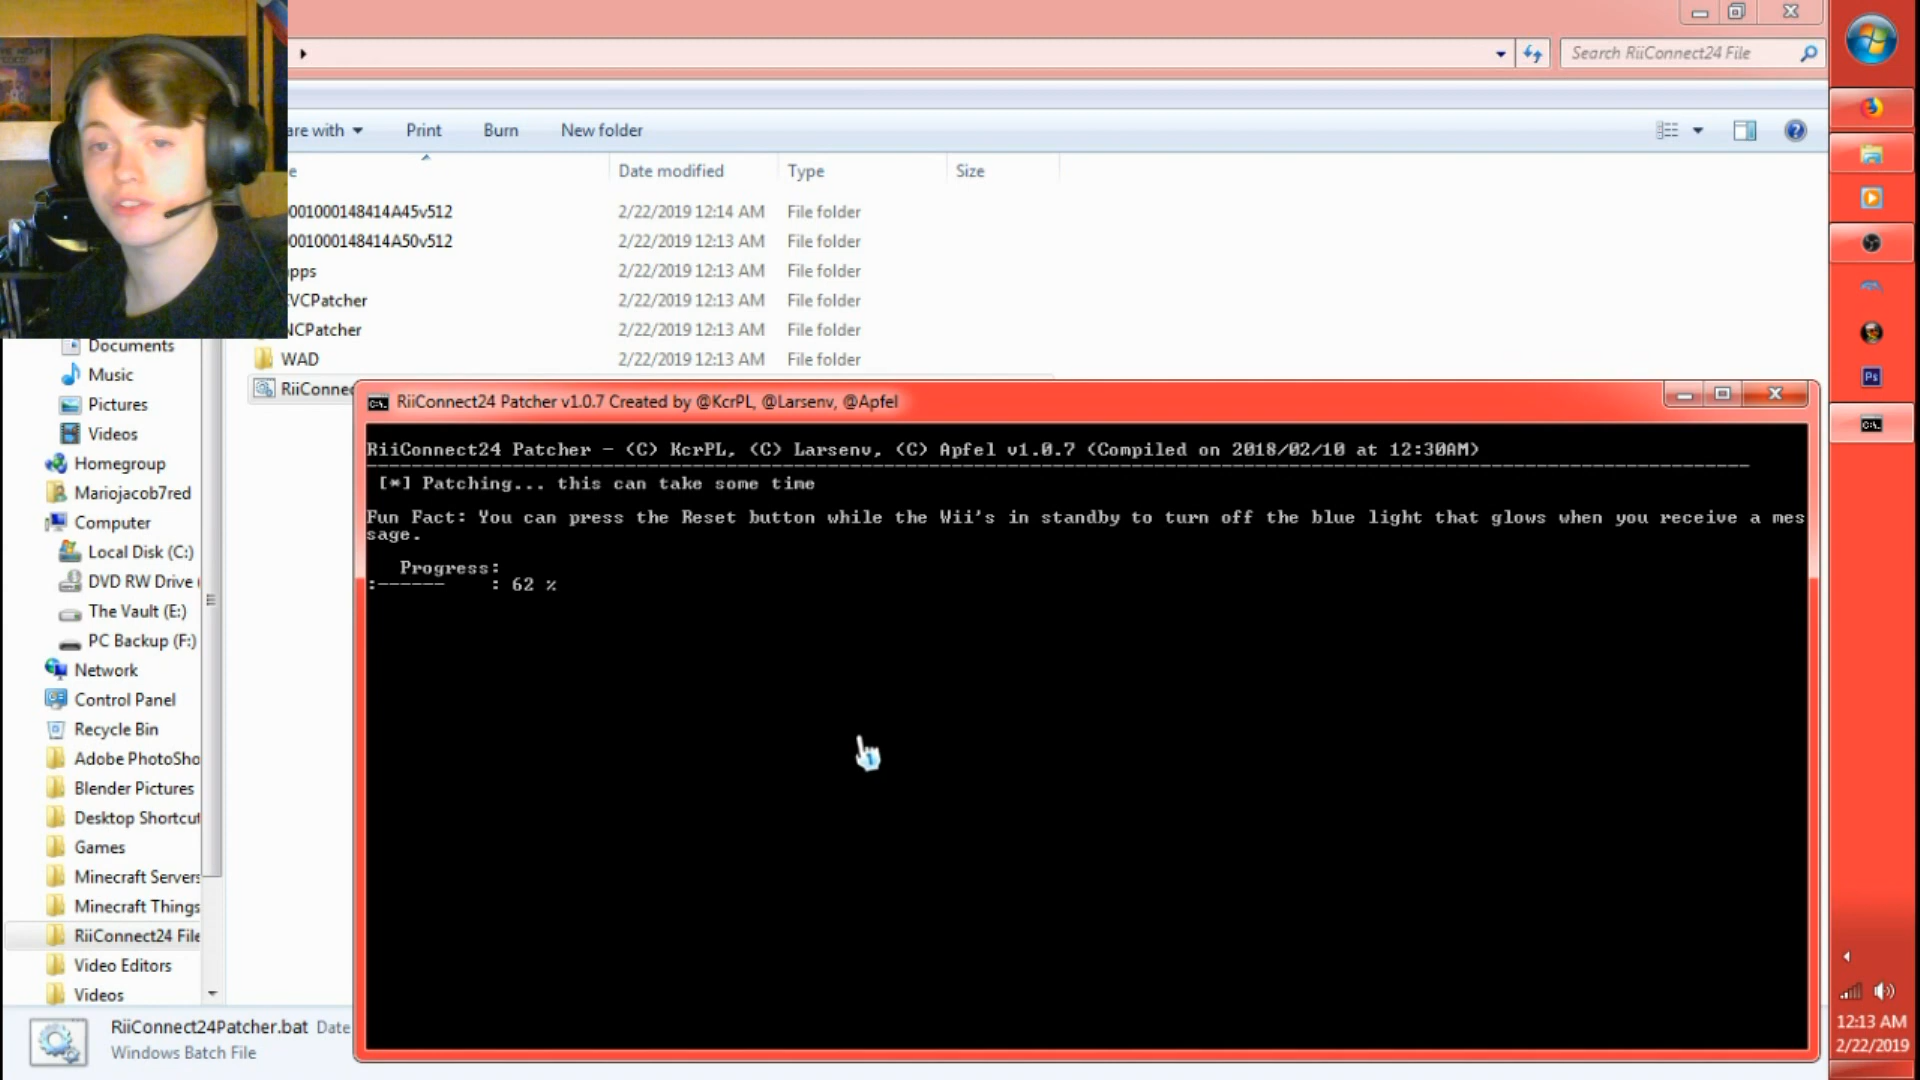 Search RiiConnect24 File
are with Print Burn New folder
e Date modified Type Size
001000148414A45v512 2/22/2019 12:14 AM File folder
001000148414A50v512 2/22/2019 12:13 AM File folder
pps 2/22/2019 12:13 AM File folder
VCPatcher 2/22/2019 12:13 AM File folder
NCPatcher 2/22/2019 12:13 AM File folder
WAD 2/22/2019 12:13 AM File folder
RiiConnec
Documents
Music
Pictures
Videos
Homegroup
Mariojacob7red
Computer
Local Disk (C:)
DVD RW Drive (
The Vault (E:)
PC Backup (F:)
Network
Control Panel
Recycle Bin
Adobe PhotoSho
Blender Pictures
Desktop Shortcut
Games
Minecraft Servers
Minecraft Things
RiiConnect24 File
Video Editors
Videos
RiiConnect24 Patcher v1.0.7 Created by @KcrPL, @Larsenv, @Apfel
RiiConnect24 Patcher - (C) KcrPL, (C) Larsenv, (C) Apfel v1.0.7 (Compiled on 2018/02/10 at 12:30AM)
[*] Patching... this can take some time
Fun Fact: You can press the Reset button while the Wii's in standby to turn off the blue light that glows when you receive a mes
sage.
Progress:
:------ : 62 %
RiiConnect24Patcher.bat Date
Windows Batch File
Ps
12:13 AM
2/22/2019